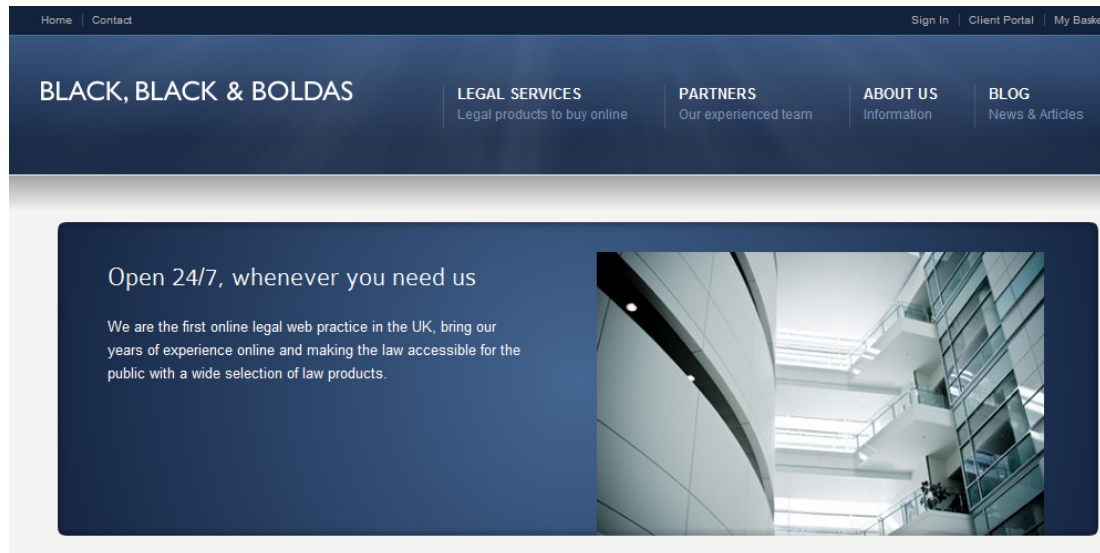 Home Contact Sign In Client Portal My
BLACK, BLACK & BOLDAS
LEGAL SERVICES PARTNERS ABOUT US BLOG
Legal products to buy online Our experienced team Information News & Articles
Open 24/7, whenever you need us
We are the first online legal web practice in the UK, bring our
years of experience online and making the law accessible for the
public with a wide selection of law products.